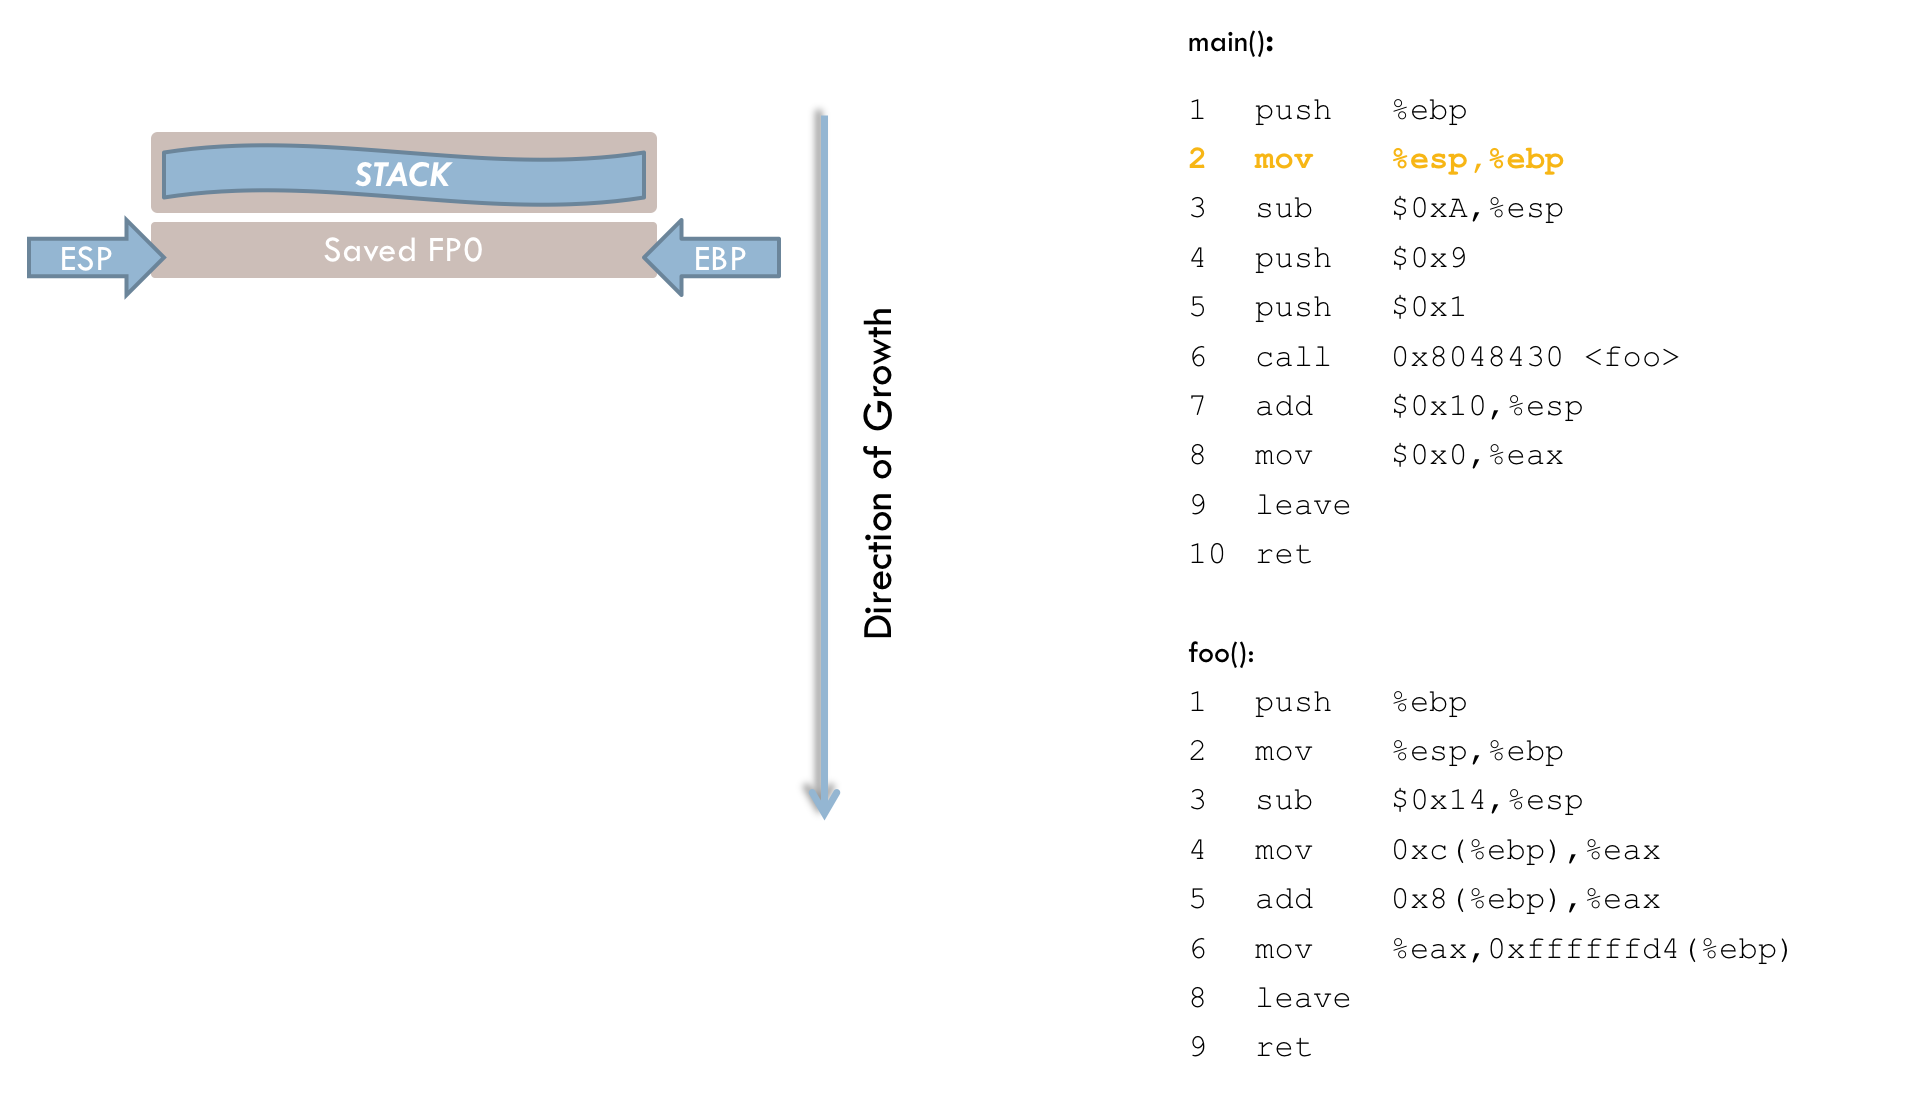 STACK
ESP
Saved FP0
EBP
Direction of Growth
main():
1 push %ebp
2 mov %esp,%ebp
3 sub $0xA,%esp
4 push $0x9
5 push $0x1
6 call 0x8048430 <foo>
7 add $0x10,%esp
8 mov $0x0,%eax
9 leave
10 ret
foo():
1 push %ebp
2 mov %esp,%ebp
3 sub $0x14,%esp
4 mov 0xc(%ebp),%eax
5 add 0x8(%ebp),%eax
6 mov %eax,0xffffffd4(%ebp)
8 leave
9 ret